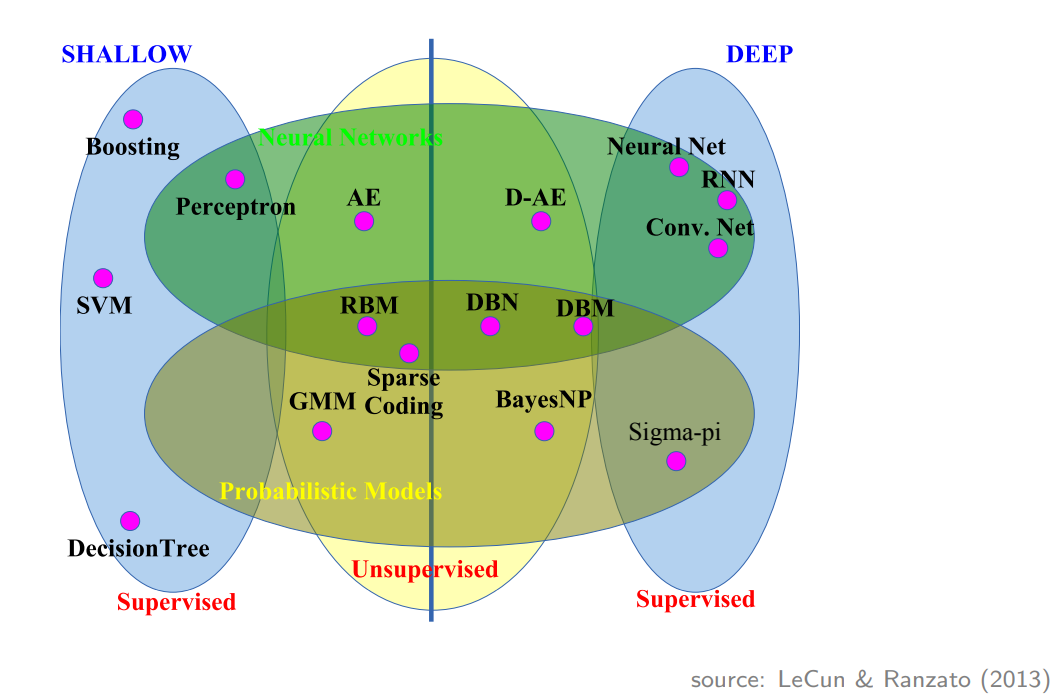 SHALLOW
DEEP
Boosting
Neural Networks
Neural Net
RNN
Perceptron
AE
D-AE
Conv. Net
SVM
RBM
DBN
DBM
Sparse
Coding
GMM
BayesNP
Sigma-pi
Probabilistic Models
DecisionTree
Unsupervised
Supervised
Supervised
source: LeCun & Ranzato (2013)